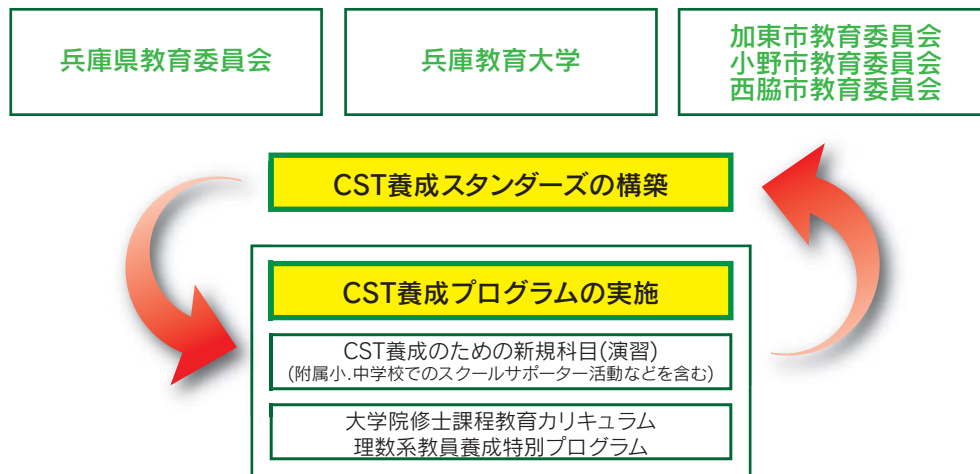 兵庫県教育委員会
兵庫教育大学
加東市教育委員会
小野市教育委員会
西脇市教育委員会
CST養成スタンダーズの構築
CST養成プログラムの実施
CST養成のための新規科目(演習)
(附属小.中学校でのスクールサポーター活動などを含む)
大学院修士課程教育カリキュラム
理数系教員養成特別プログラム